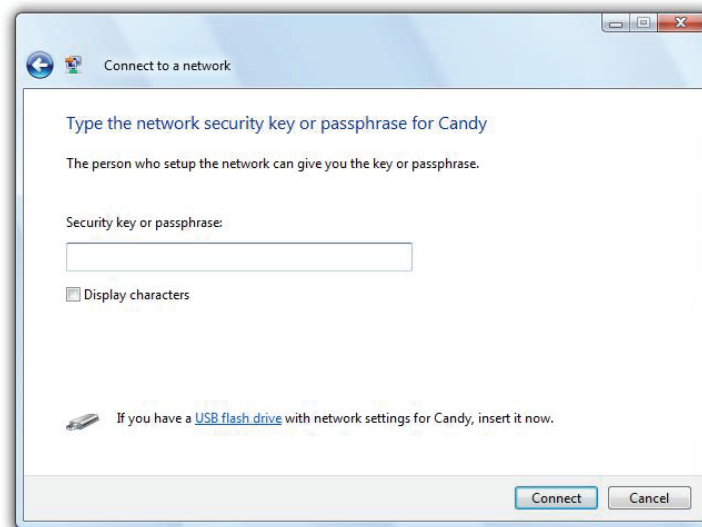 Connect to a network
Type the network security key or passphrase for Candy
The person who setup the network can give you the key or passphrase.
Security key or passphrase:
Display characters
If you have a USB flash drive with network settings for Candy, insert it now.
Connect Cancel